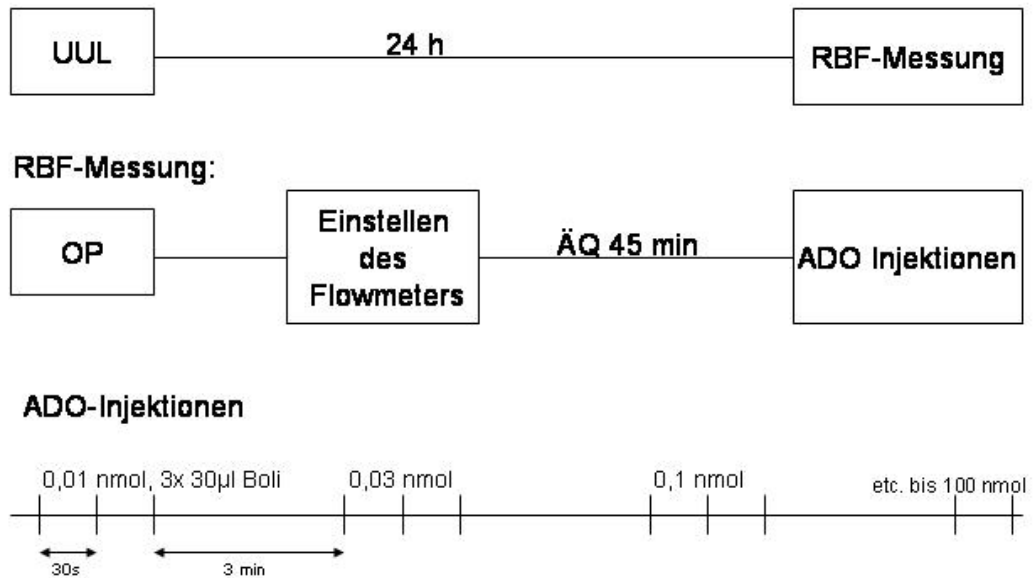 UUL
24 h
RBF-Messung
RBF-Messung:
OP
Einstellen
des
Flowmeters
ÄQ 45 min
ADO Injektionen
ADO-Injektionen
0,01 nmol, 3x 30µl Boli
0,03 nmol
0,1 nmol
etc. bis 100 nmol
30s
3 min